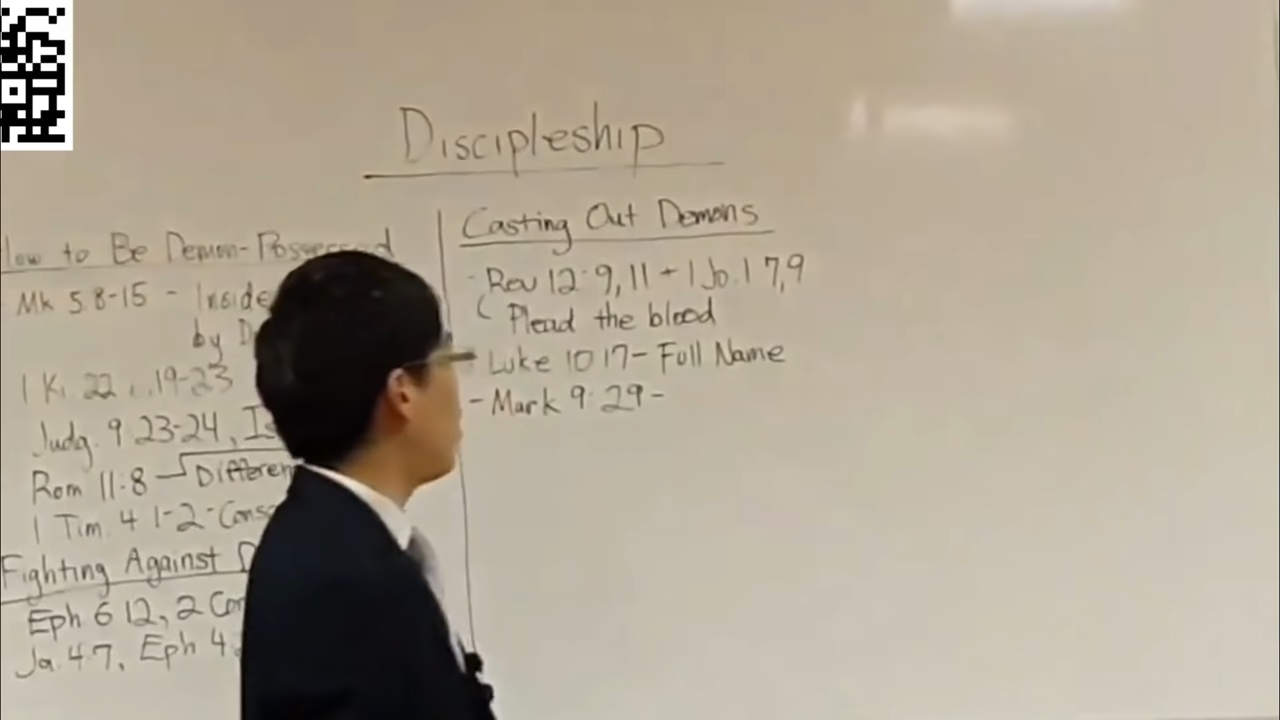 Discipleship
How to Be Demon-Possessed
Mk 5:8-15 - Inside
by
1 Ki. 22:19-23
Judg. 9:23-24,
Rom 11:8 Differen
1 Tim. 4:1-2 - Consc
Fighting Against D
Eph 6:12, 2 Cor
Ja. 4:7, Eph 4:
Casting Out Demons
- Rev 12:9,11 + 1 Jo. 1:7,9
Plead the blood
- Luke 10:17 - Full Name
- Mark 9:29 -